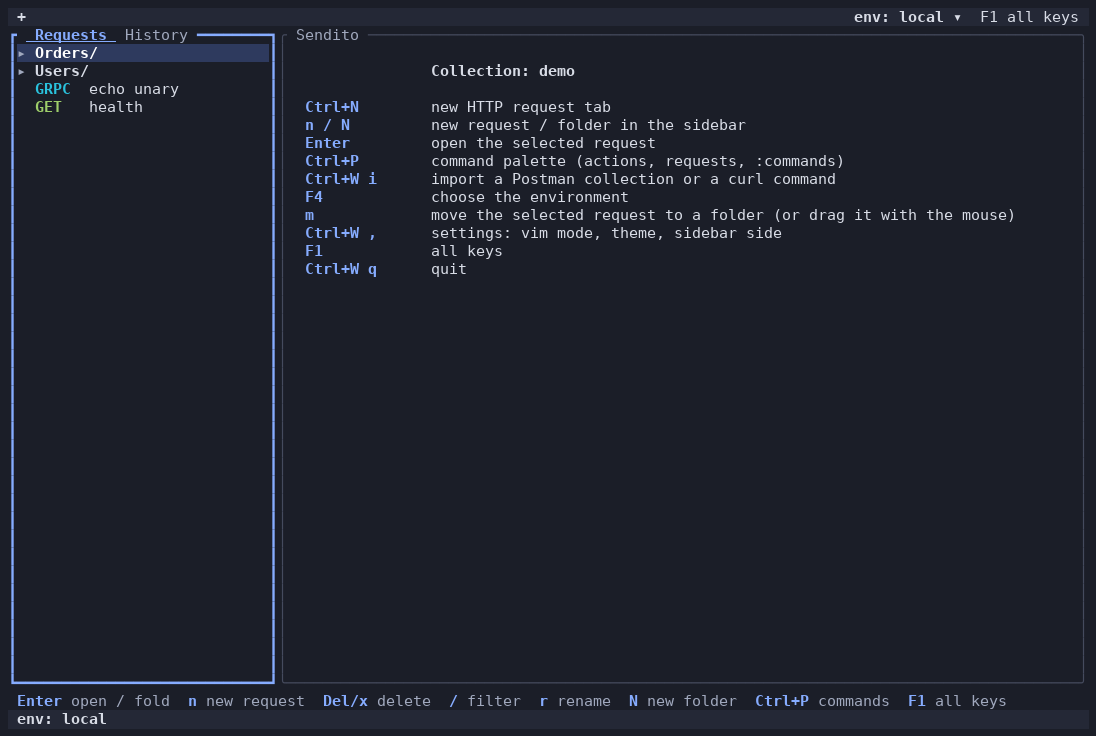 + env: local ▾ F1 all keys
Requests History Sendito
▸ Orders/
▸ Users/
GRPC echo unary
GET health
Collection: demo
Ctrl+N new HTTP request tab
n / N new request / folder in the sidebar
Enter open the selected request
Ctrl+P command palette (actions, requests, :commands)
Ctrl+W i import a Postman collection or a curl command
F4 choose the environment
m move the selected request to a folder (or drag it with the mouse)
Ctrl+W , settings: vim mode, theme, sidebar side
F1 all keys
Ctrl+W q quit
Enter open / fold n new request Del/x delete / filter r rename N new folder Ctrl+P commands F1 all keys
env: local